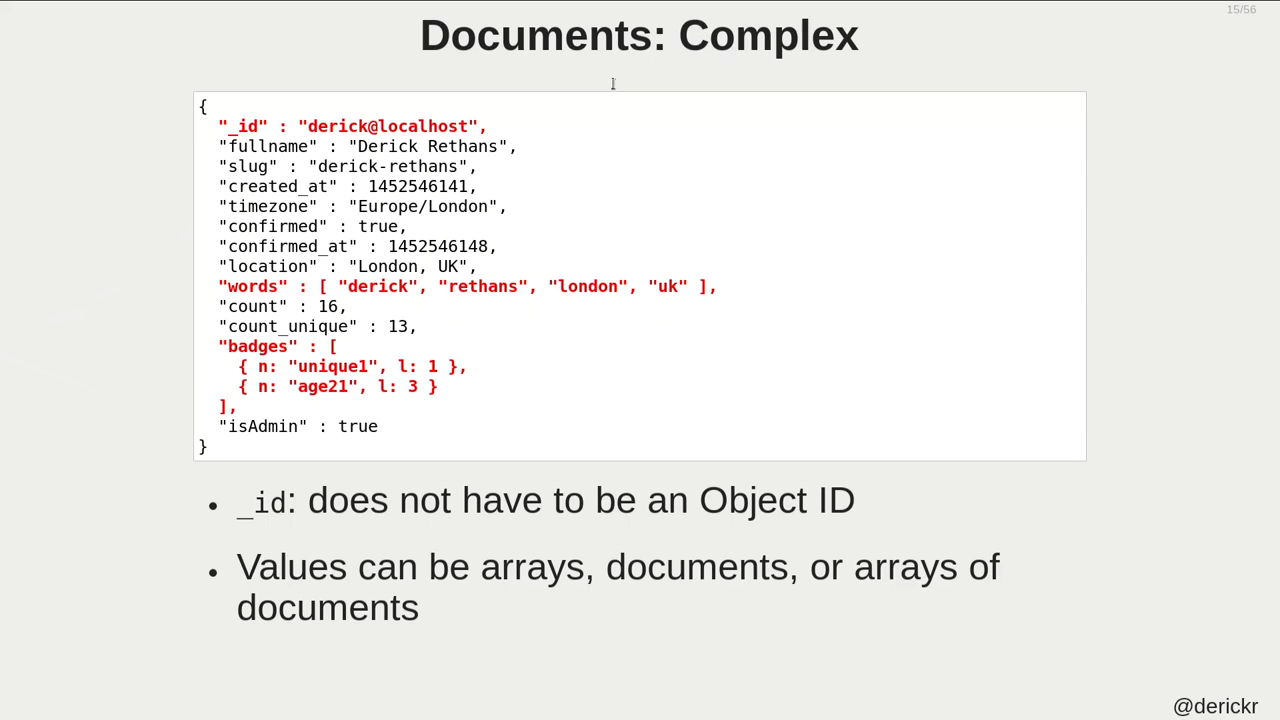 15/56
Documents: Complex
{
"_id" : "derick@localhost",
"fullname" : "Derick Rethans",
"slug" : "derick-rethans",
"created_at" : 1452546141,
"timezone" : "Europe/London",
"confirmed" : true,
"confirmed_at" : 1452546148,
"location" : "London, UK",
"words" : [ "derick", "rethans", "london", "uk" ],
"count" : 16,
"count_unique" : 13,
"badges" : [
{ n: "unique1", l: 1 },
{ n: "age21", l: 3 }
],
"isAdmin" : true
}
• _id: does not have to be an Object ID
• Values can be arrays, documents, or arrays of
documents
@derickr